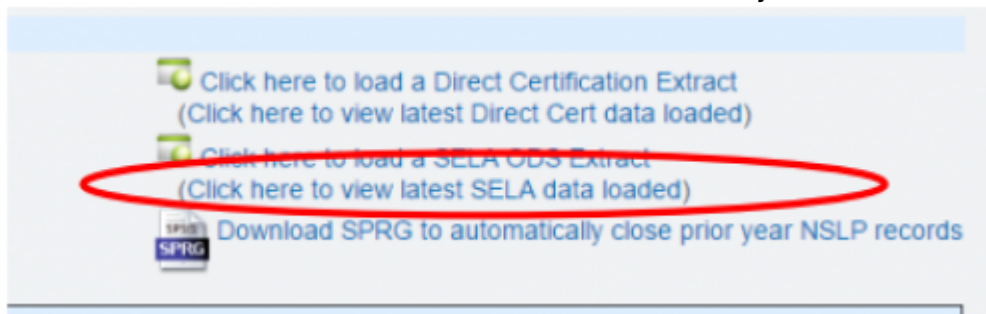 Click here to load a Direct Certification Extract
(Click here to view latest Direct Cert data loaded)
Click here to load a SELA ODS Extract
(Click here to view latest SELA data loaded)
Download SPRG to automatically close prior year NSLP records
SPRG